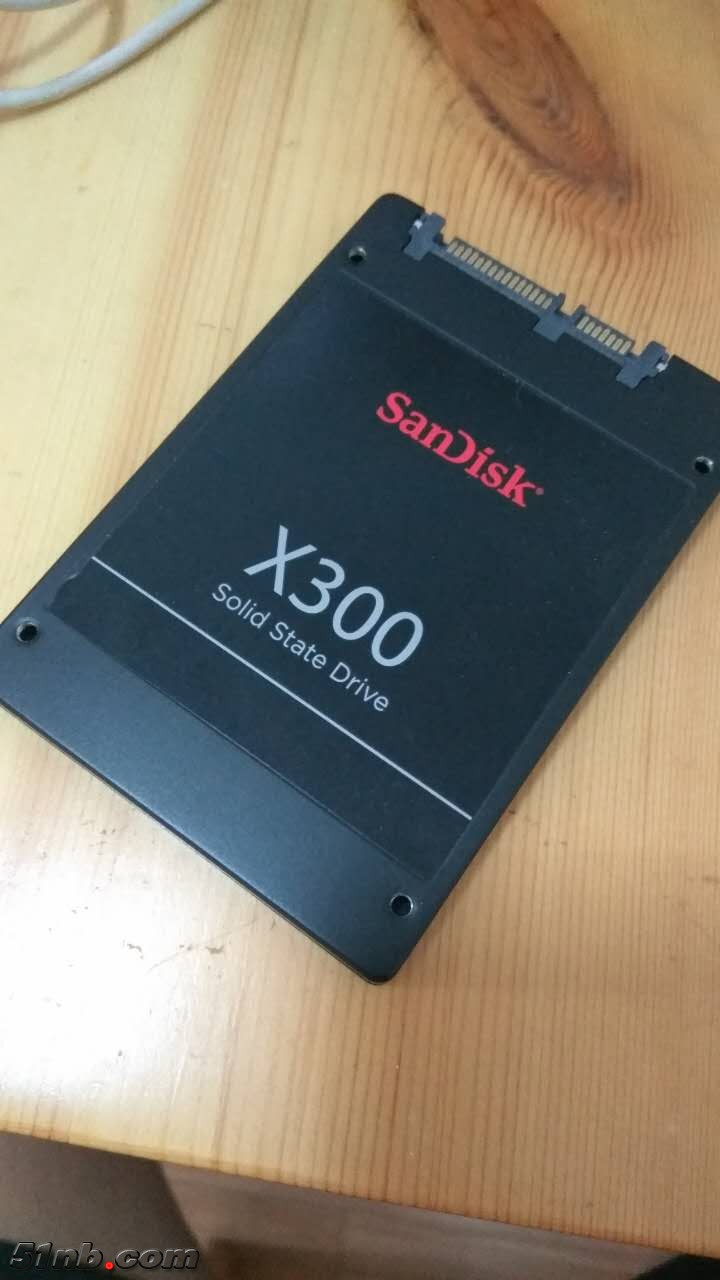 SanDisk®
X300
Solid State Drive
51nb.com